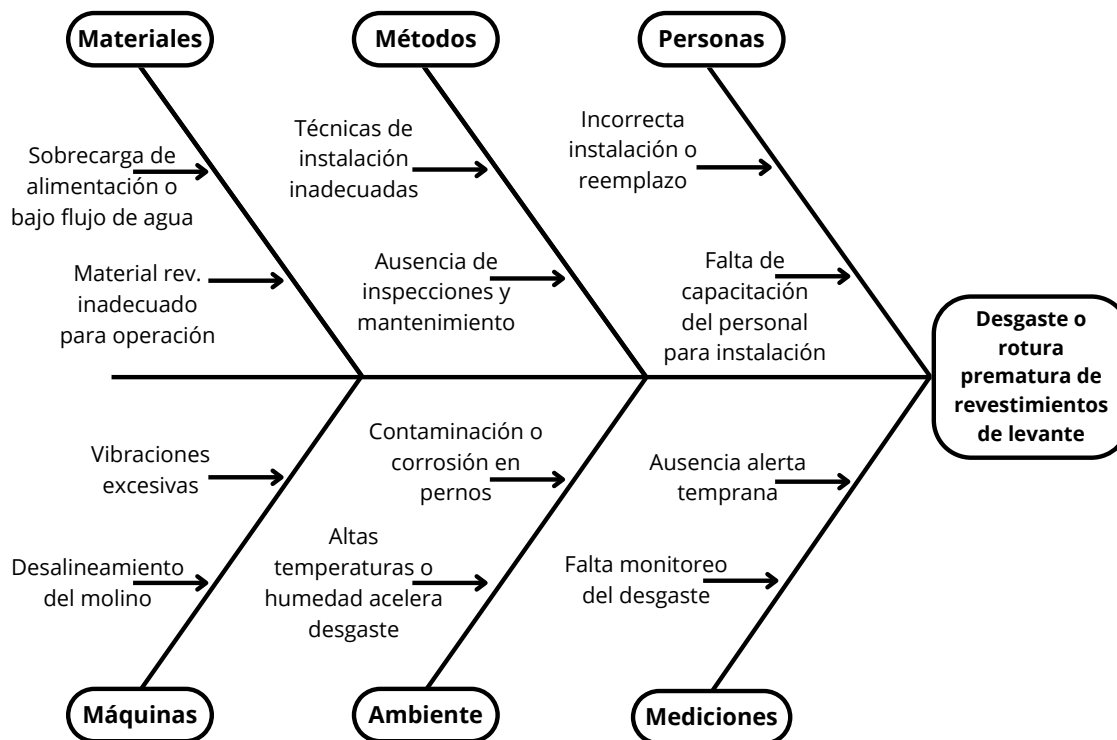 Materiales
Métodos
Personas
Sobrecarga de
alimentación o
bajo flujo de agua
Material rev.
inadecuado
para operación
Técnicas de
instalación
inadecuadas
Ausencia de
inspecciones y
mantenimiento
Incorrecta
instalación o
reemplazo
Falta de
capacitación
del personal
para instalación
Desgaste o
rotura
prematura de
revestimientos
de levante
Vibraciones
excesivas
Desalineamiento
del molino
Contaminación o
corrosión en
pernos
Altas
temperaturas o
humedad acelera
desgaste
Ausencia alerta
temprana
Falta monitoreo
del desgaste
Máquinas
Ambiente
Mediciones